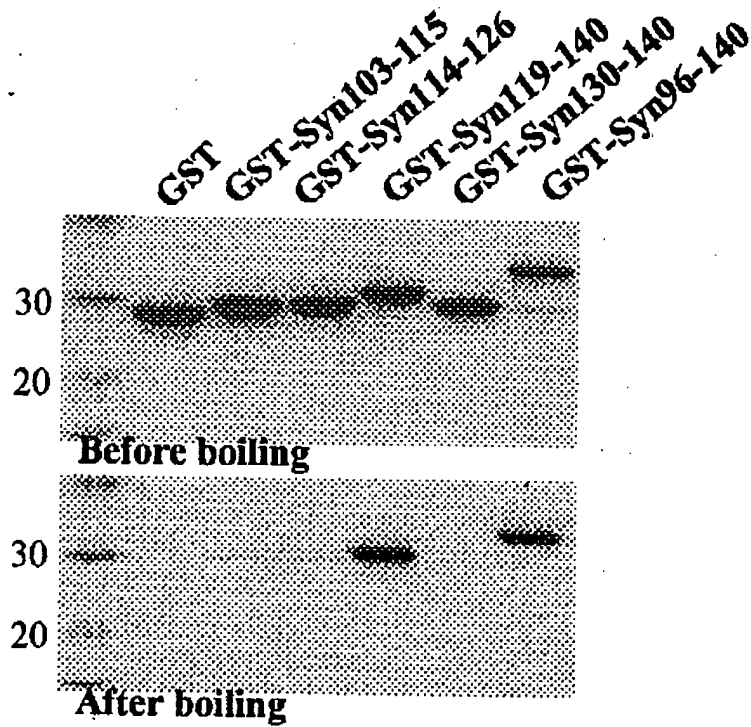 GST
GST-Syn103-115
GST-Syn114-126
GST-Syn119-140
GST-Syn130-140
GST-Syn96-140
30
20
Before boiling
30
20
After boiling